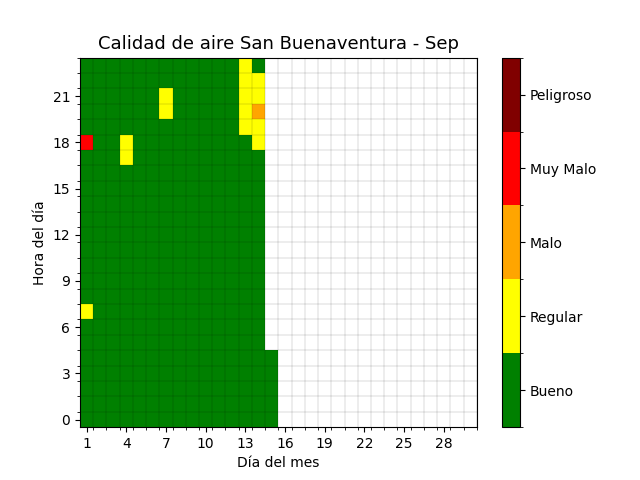 Calidad de aire San Buenaventura - Sep
Hora del día
21
18
15
12
9
6
3
0
1 4 7 10 13 16 19 22 25 28
Día del mes
Peligroso
Muy Malo
Malo
Regular
Bueno